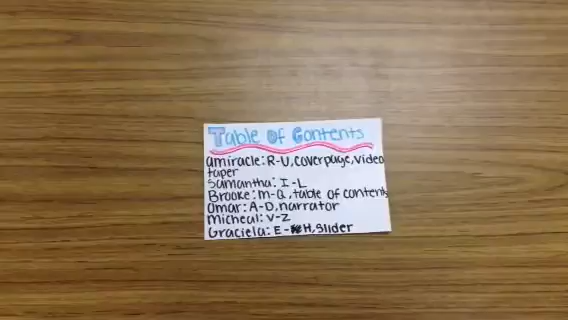 Table Of Contents
amiracle: R-U, coverpage, video
taper
Samantha: I-L
Brooke: M-Q, table of contents
Omar: A-D, narrator
Micheal: V-Z
Graciela: E-H, slider